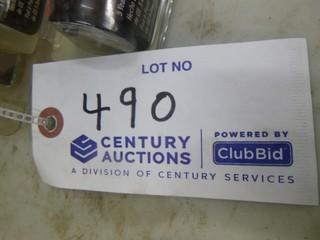 LOT NO
490
CENTURY AUCTIONS
POWERED BY
ClubBid
A DIVISION OF CENTURY SERVICES